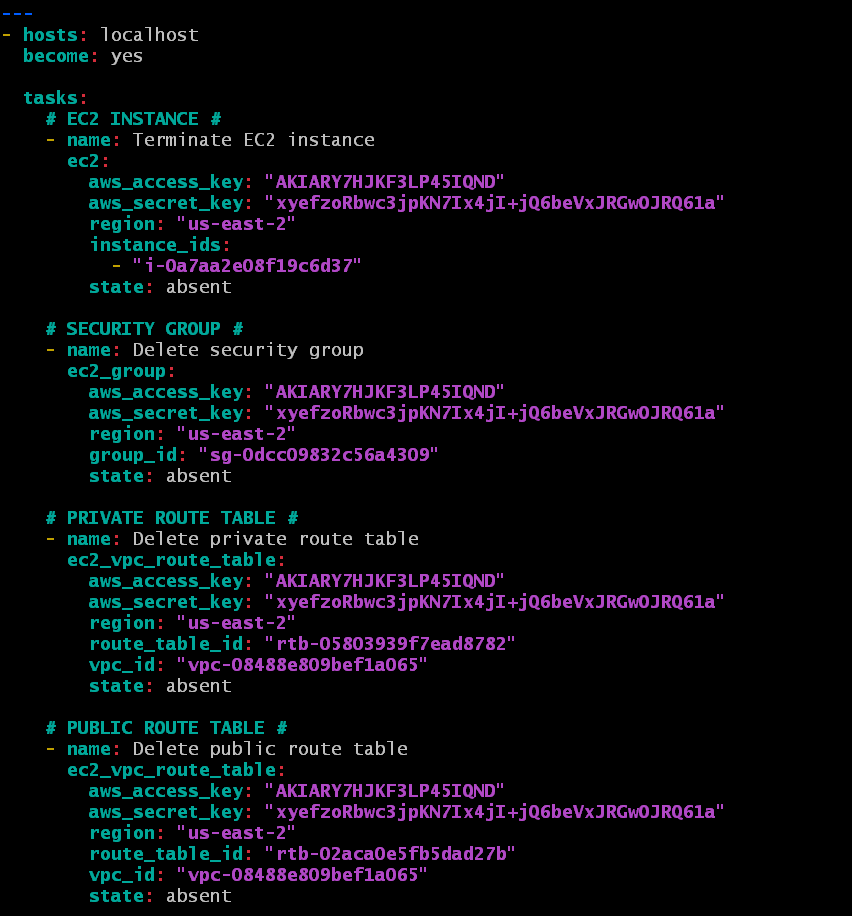 ---
- hosts: localhost
become: yes
tasks:
# EC2 INSTANCE #
- name: Terminate EC2 instance
ec2:
aws_access_key: "AKIARY7HJKF3LP45IQND"
aws_secret_key: "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"
region: "us-east-2"
instance_ids:
- "i-0a7aa2e08f19c6d37"
state: absent
# SECURITY GROUP #
- name: Delete security group
ec2_group:
aws_access_key: "AKIARY7HJKF3LP45IQND"
aws_secret_key: "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"
region: "us-east-2"
group_id: "sg-0dcc09832c56a4309"
state: absent
# PRIVATE ROUTE TABLE #
- name: Delete private route table
ec2_vpc_route_table:
aws_access_key: "AKIARY7HJKF3LP45IQND"
aws_secret_key: "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"
region: "us-east-2"
route_table_id: "rtb-05803939f7ead8782"
vpc_id: "vpc-08488e809bef1a065"
state: absent
# PUBLIC ROUTE TABLE #
- name: Delete public route table
ec2_vpc_route_table:
aws_access_key: "AKIARY7HJKF3LP45IQND"
aws_secret_key: "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"
region: "us-east-2"
route_table_id: "rtb-02aca0e5fb5dad27b"
vpc_id: "vpc-08488e809bef1a065"
state: absent